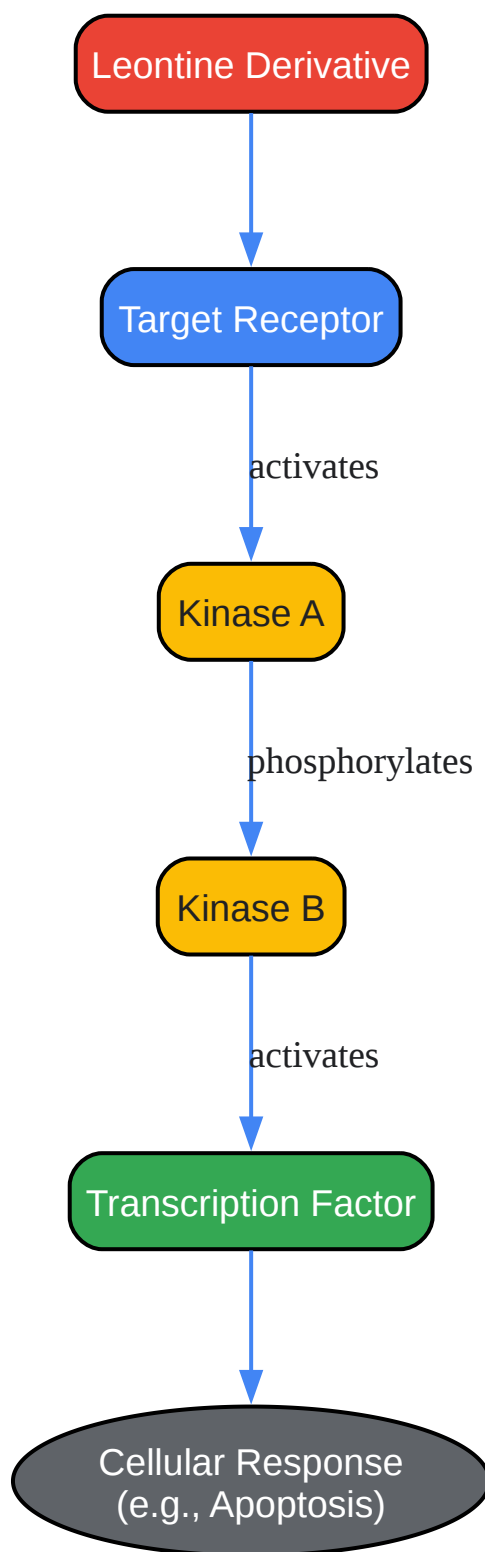 Leontine Derivative
Target Receptor
activates
Kinase A
phosphorylates
Kinase B
activates
Transcription Factor
Cellular Response
(e.g., Apoptosis)